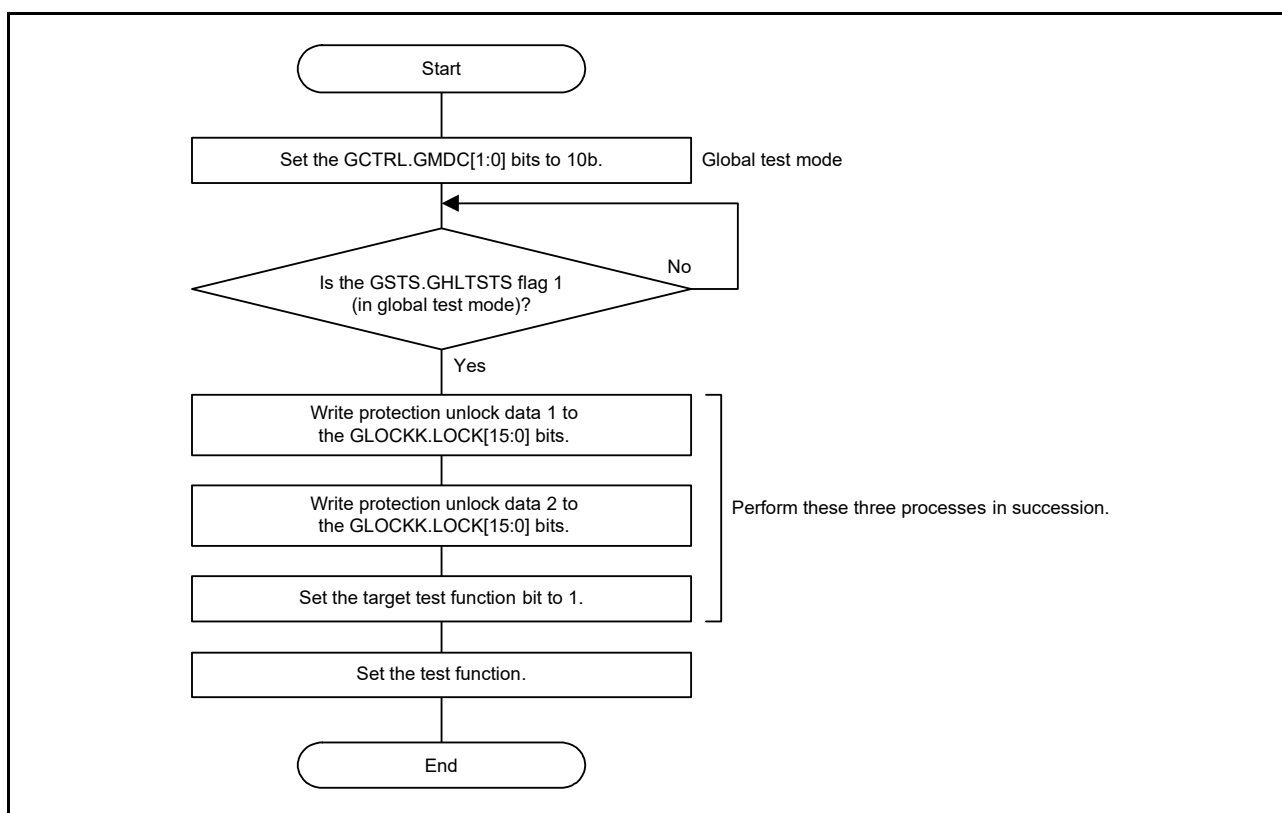 Start
Set the GCTRL.GMDC[1:0] bits to 10b.
Global test mode
No
Is the GSTS.GHLTSTS flag 1
(in global test mode)?
Yes
Write protection unlock data 1 to
the GLOCKK.LOCK[15:0] bits.
Write protection unlock data 2 to
the GLOCKK.LOCK[15:0] bits.
Perform these three processes in succession.
Set the target test function bit to 1.
Set the test function.
End